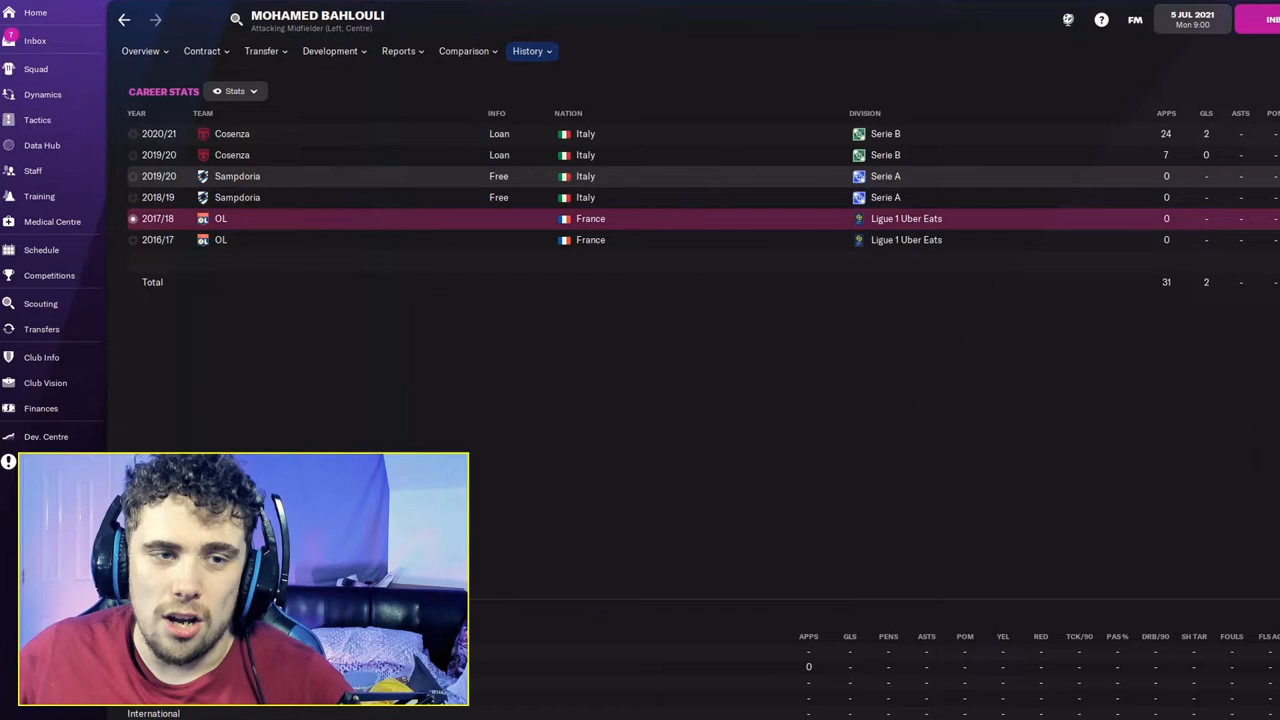 Home
7
Inbox
Squad
Dynamics
Tactics
Data Hub
Staff
Training
Medical Centre
Schedule
Competitions
Scouting
Transfers
Club Info
Club Vision
Finances
Dev. Centre
MOHAMED BAHLOULI
Attacking Midfielder (Left, Centre)
? FM 5 JUL 2021 INB
Mon 9:00
Overview Contract Transfer Development Reports Comparison History
CAREER STATS Stats
YEAR TEAM INFO NATION DIVISION APPS GLS ASTS
2020/21 Cosenza Loan Italy Serie B 24 2 - -
2019/20 Cosenza Loan Italy Serie B 7 0 - -
2019/20 Sampdoria Free Italy Serie A 0 - - -
2018/19 Sampdoria Free Italy Serie A 0 - - -
2017/18 OL France Ligue 1 Uber Eats 0 - - -
2016/17 OL France Ligue 1 Uber Eats 0 - - -
Total 31 2 - -
APPS GLS PENS ASTS POM YEL RED TCK/90 PAS % DRB/90 SH TAR FOULS FLS AG
- - - - - - - - - - - - -
0 - - - - - - - - - - - -
- - - - - - - - - - - - -
- - - - - - - - - - - - -
International - - - - - - - - - - - - -